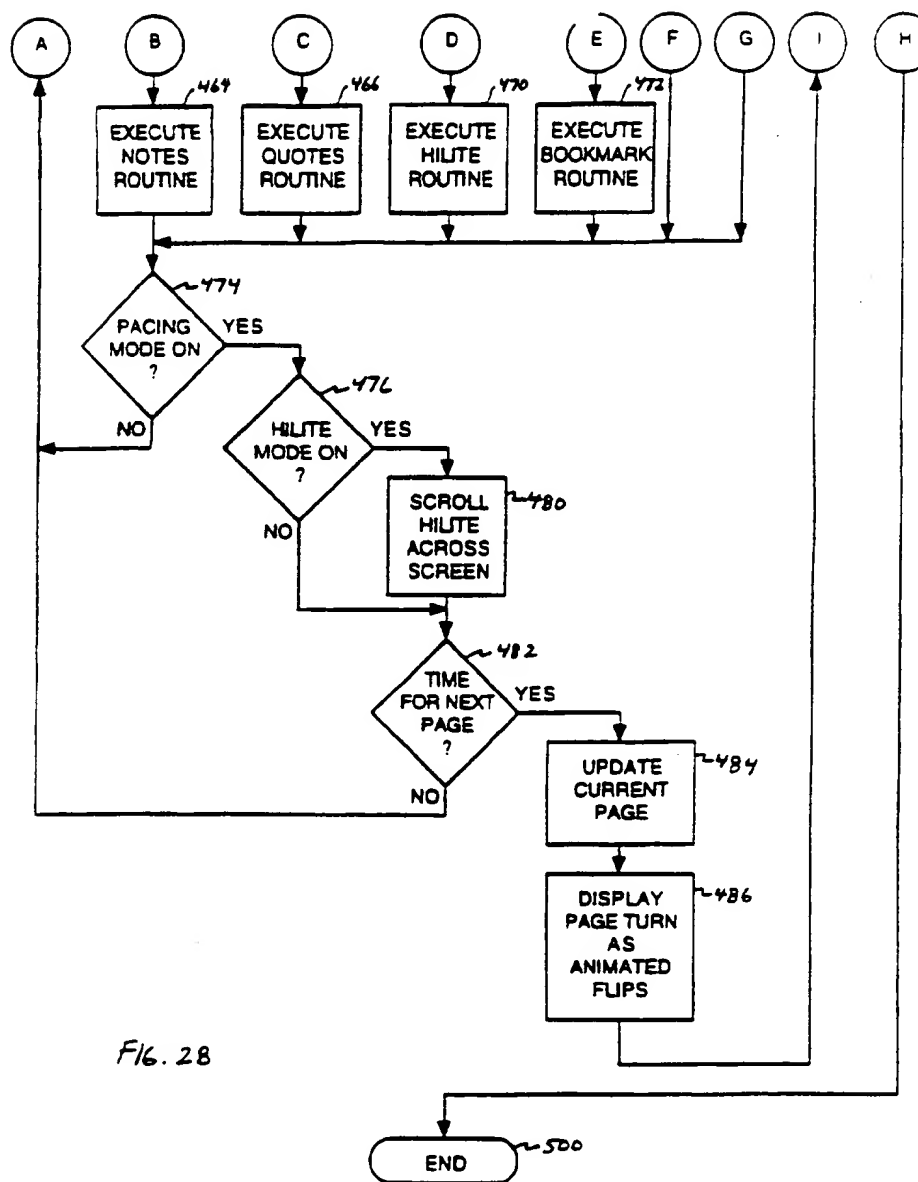 A B C D E F G I H
464 466 470 472
EXECUTE
NOTES
ROUTINE
EXECUTE
QUOTES
ROUTINE
EXECUTE
HILITE
ROUTINE
EXECUTE
BOOKMARK
ROUTINE
474
PACING
MODE ON
?
YES
NO
476
HILITE
MODE ON
?
YES
NO
480
SCROLL
HILITE
ACROSS
SCREEN
482
TIME
FOR NEXT
PAGE
?
YES
NO
484
UPDATE
CURRENT
PAGE
486
DISPLAY
PAGE TURN
AS
ANIMATED
FLIPS
FIG. 28
500
END